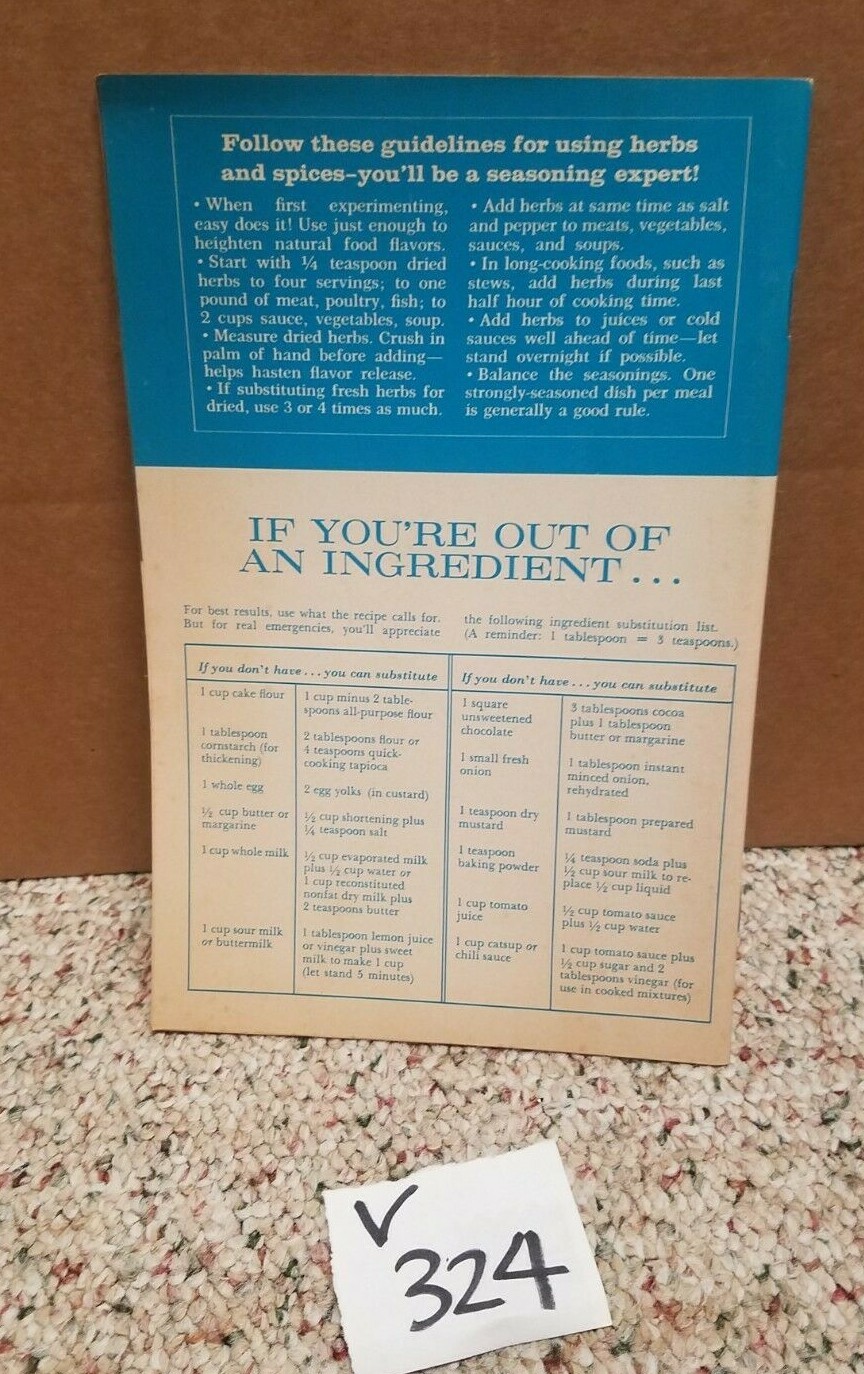 Follow these guidelines for using herbs
and spices–you'll be a seasoning expert!
• When first experimenting,
easy does it! Use just enough to
heighten natural food flavors.
• Start with ¼ teaspoon dried
herbs to four servings; to one
pound of meat, poultry, fish; to
2 cups sauce, vegetables, soup.
• Measure dried herbs. Crush in
palm of hand before adding—
helps hasten flavor release.
• If substituting fresh herbs for
dried, use 3 or 4 times as much.
• Add herbs at same time as salt
and pepper to meats, vegetables,
sauces, and soups.
• In long-cooking foods, such as
stews, add herbs during last
half hour of cooking time.
• Add herbs to juices or cold
sauces well ahead of time—let
stand overnight if possible.
• Balance the seasonings. One
strongly-seasoned dish per meal
is generally a good rule.
IF YOU'RE OUT OF
AN INGREDIENT...
For best results, use what the recipe calls for.
But for real emergencies, you'll appreciate
the following ingredient substitution list.
(A reminder: 1 tablespoon = 3 teaspoons.)
If you don't have...you can substitute
1 cup cake flour
1 cup minus 2 table-
spoons all-purpose flour
1 tablespoon
cornstarch (for
thickening)
2 tablespoons flour or
4 teaspoons quick-
cooking tapioca
1 whole egg
2 egg yolks (in custard)
½ cup butter or
margarine
½ cup shortening plus
¼ teaspoon salt
1 cup whole milk
½ cup evaporated milk
plus ½ cup water or
1 cup reconstituted
nonfat dry milk plus
2 teaspoons butter
1 cup sour milk
or buttermilk
1 tablespoon lemon juice
or vinegar plus sweet
milk to make 1 cup
(let stand 5 minutes)
If you don't have...you can substitute
1 square
unsweetened
chocolate
3 tablespoons cocoa
plus 1 tablespoon
butter or margarine
1 small fresh
onion
1 tablespoon instant
minced onion,
rehydrated
1 teaspoon dry
mustard
1 tablespoon prepared
mustard
1 teaspoon
baking powder
¼ teaspoon soda plus
½ cup sour milk to re-
place ½ cup liquid
1 cup tomato
juice
½ cup tomato sauce
plus ½ cup water
1 cup catsup or
chili sauce
1 cup tomato sauce plus
½ cup sugar and 2
tablespoons vinegar (for
use in cooked mixtures)
V
324